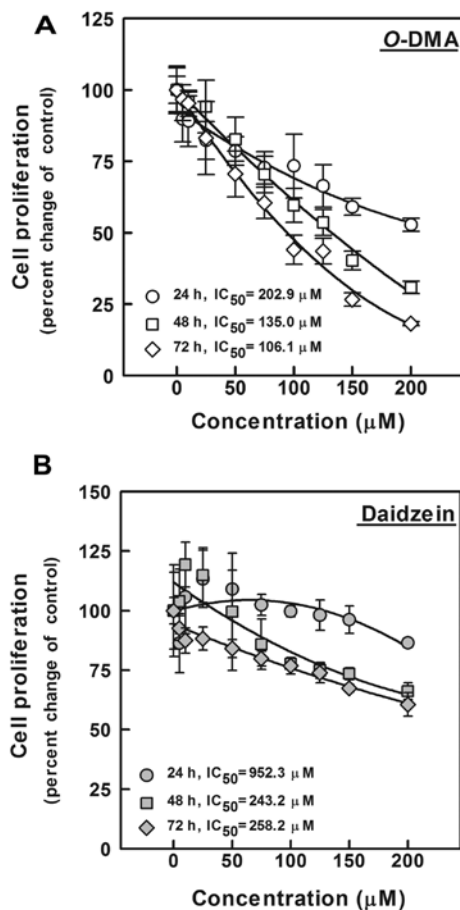 A
O-DMA
Cell proliferation
(percent change of control)
125
100
75
50
25
0
24 h, IC50=202.9 μM
48 h, IC50=135.0 μM
72 h, IC50=106.1 μM
0 50 100 150 200
Concentration (μM)
B
Daidzein
Cell proliferation
(percent change of control)
150
125
100
75
50
25
0
24 h, IC50=952.3 μM
48 h, IC50=243.2 μM
72 h, IC50=258.2 μM
0 50 100 150 200
Concentration (μM)